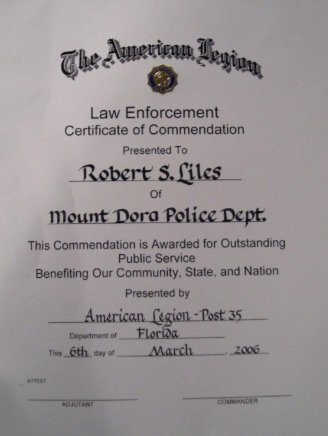 The American Legion
Law Enforcement
Certificate of Commendation
Presented To
Robert S. Liles
Of
Mount Dora Police Dept.
This Commendation is Awarded for Outstanding
Public Service
Benefiting Our Community, State, and Nation
Presented by
American Legion - Post 35
Department of Florida
This 6th day of March, 2006
ATTEST
ADJUTANT COMMANDER